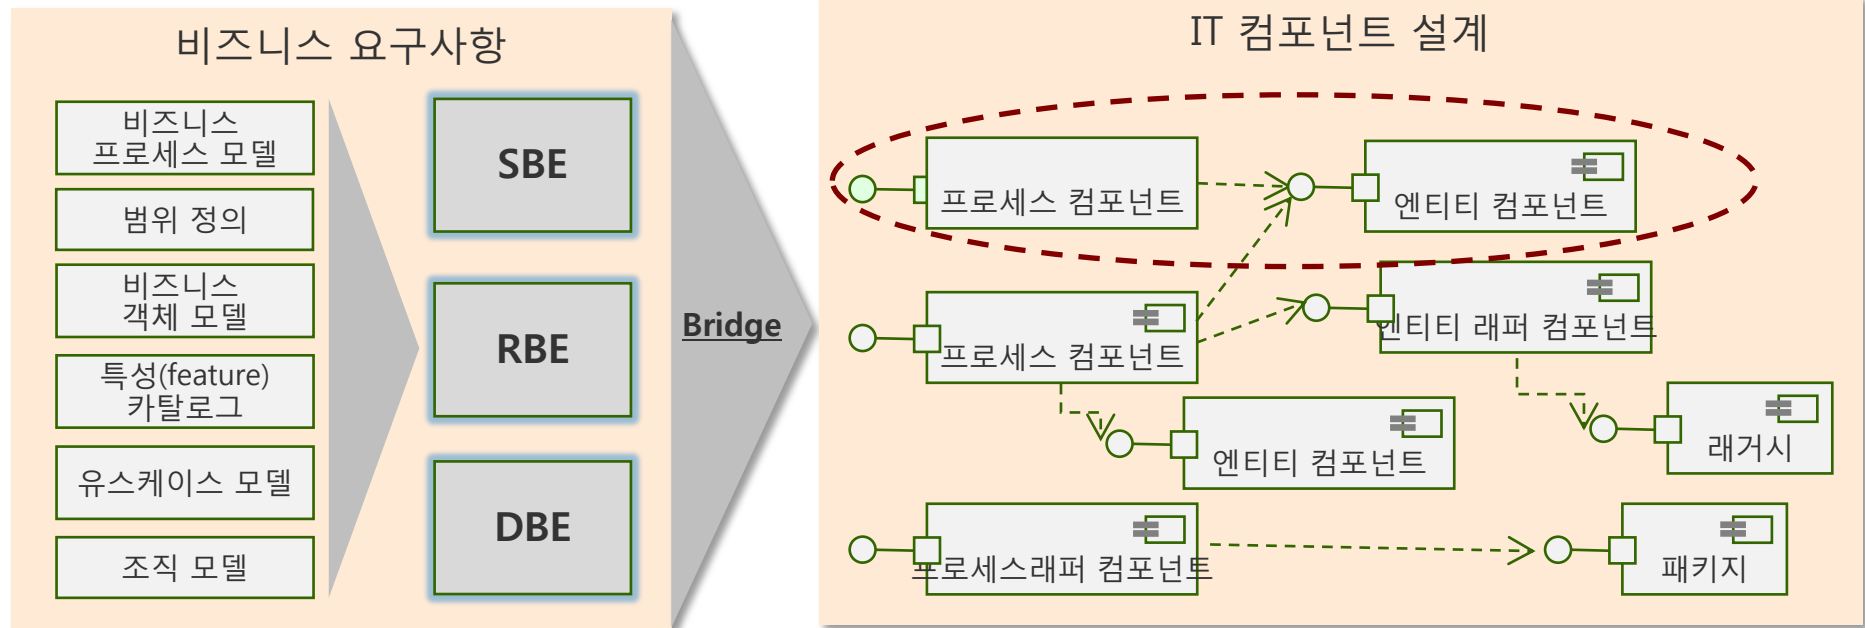 비즈니스 요구사항
비즈니스
프로세스 모델
범위 정의
비즈니스
객체 모델
특성(feature)
카탈로그
유스케이스 모델
조직 모델
SBE
RBE
DBE
Bridge
IT 컴포넌트 설계
프로세스 컴포넌트
엔티티 컴포넌트
프로세스 컴포넌트
엔티티 래퍼 컴포넌트
엔티티 컴포넌트
래거시
프로세스래퍼 컴포넌트
패키지